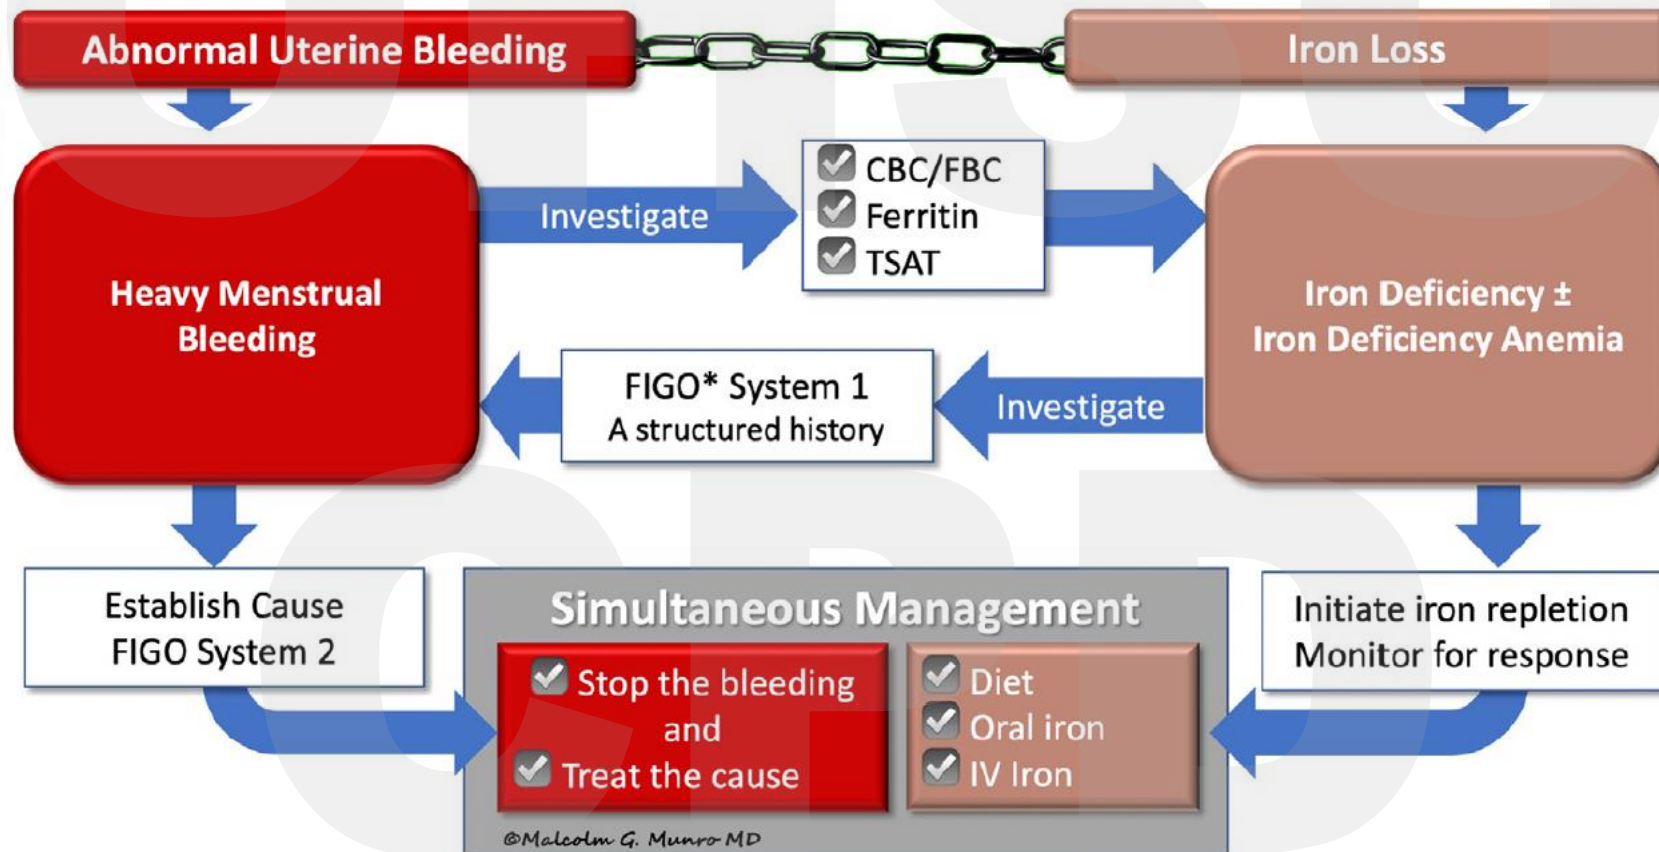 Abnormal Uterine Bleeding
Iron Loss
Heavy Menstrual
Bleeding
Investigate
CBC/FBC
Ferritin
TSAT
Iron Deficiency ±
Iron Deficiency Anemia
FIGO* System 1
A structured history
Investigate
Establish Cause
FIGO System 2
Simultaneous Management
Stop the bleeding
and
Treat the cause
Diet
Oral iron
IV Iron
Initiate iron repletion
Monitor for response
©Malcolm G. Munro MD
CPD